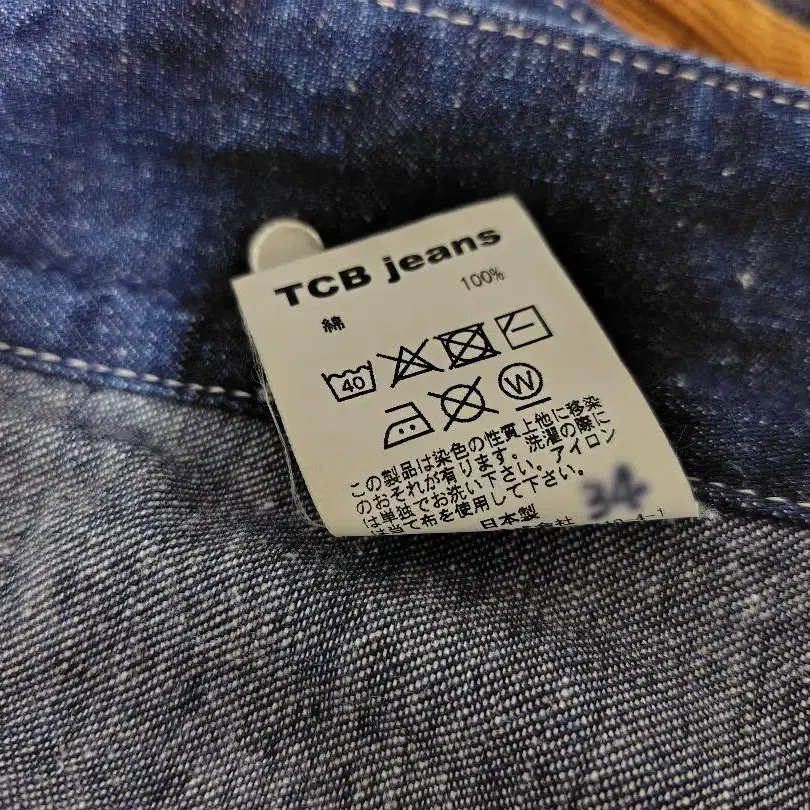 TCB jeans
綿 100%
40
W
この製品は染色の性質上他に移染
のおそれが有ります。洗濯の際に
は単独でお洗い下さい。アイロン
は当て布を使用して下さい。
34
日本製